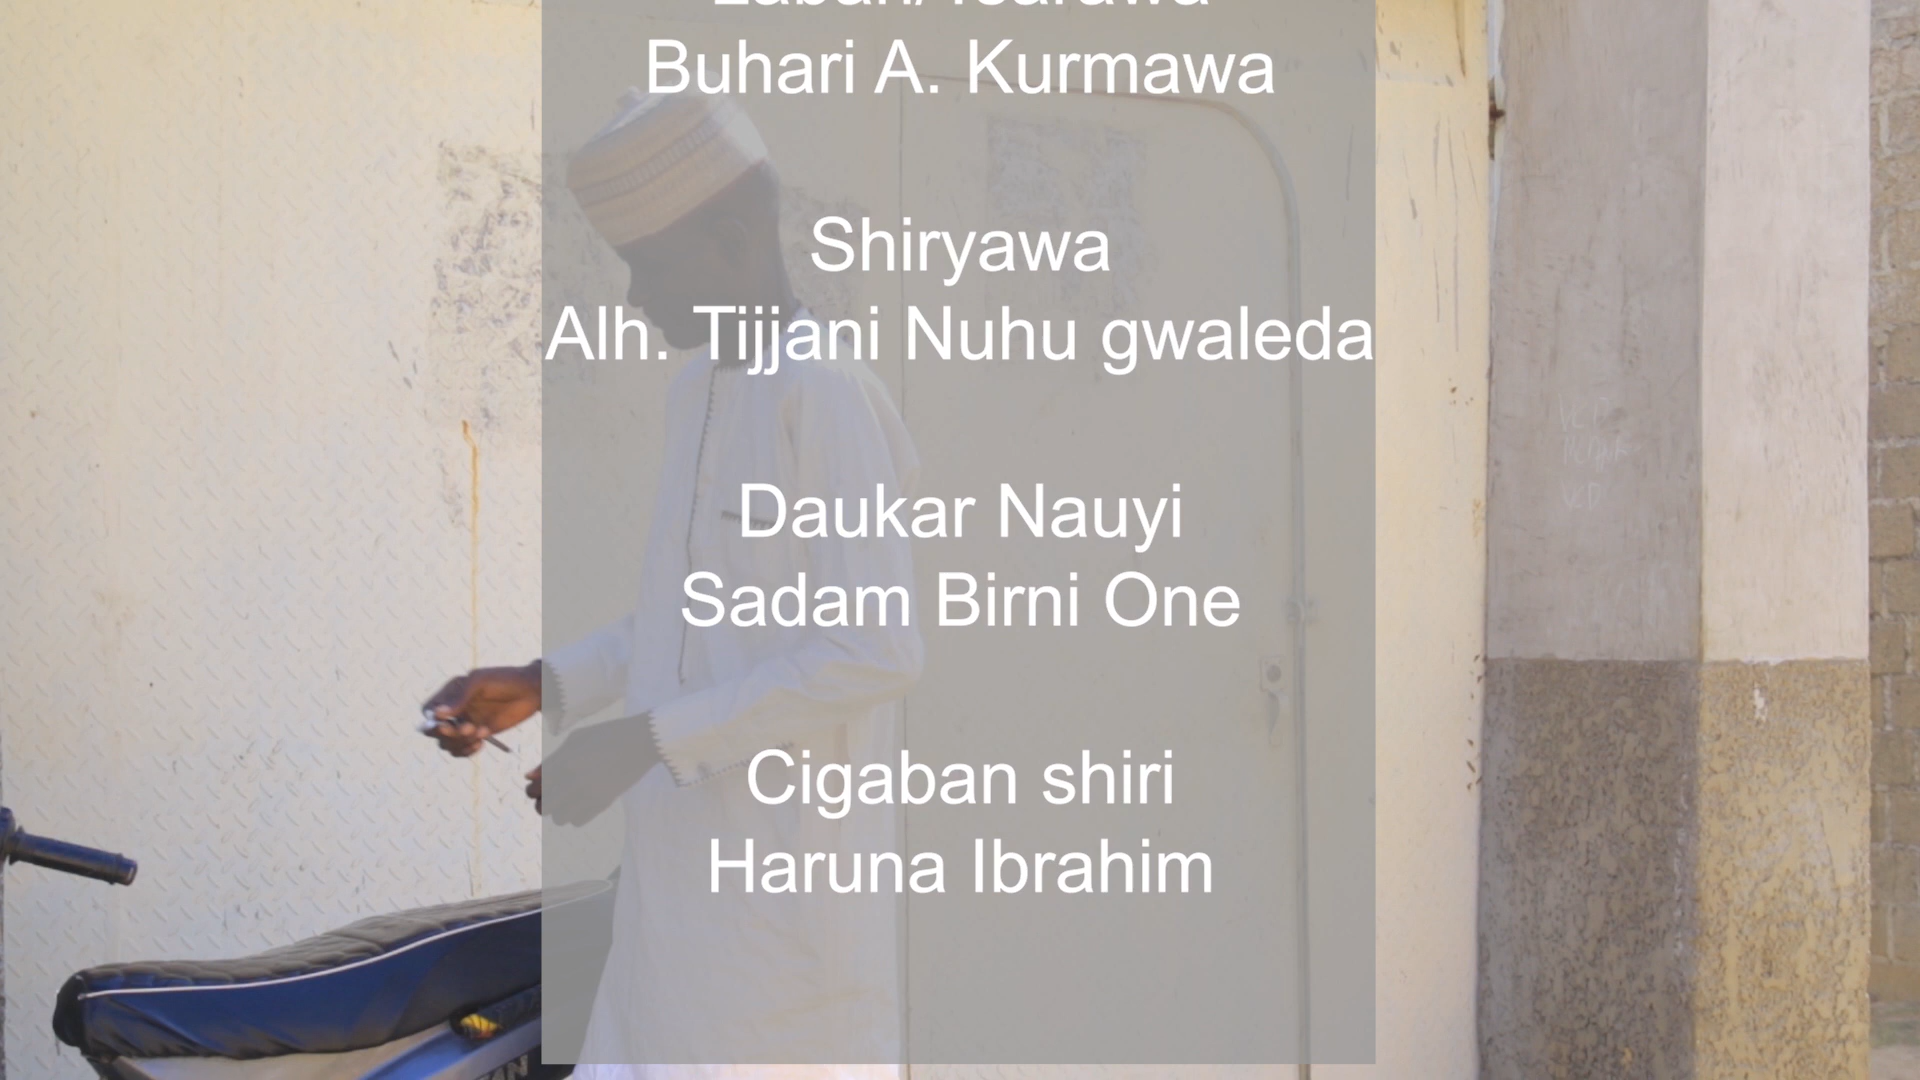 Buhari A. Kurmawa
Shiryawa
Alh. Tijjani Nuhu gwaleda
Daukar Nauyi
Sadam Birni One
Cigaban shiri
Haruna Ibrahim